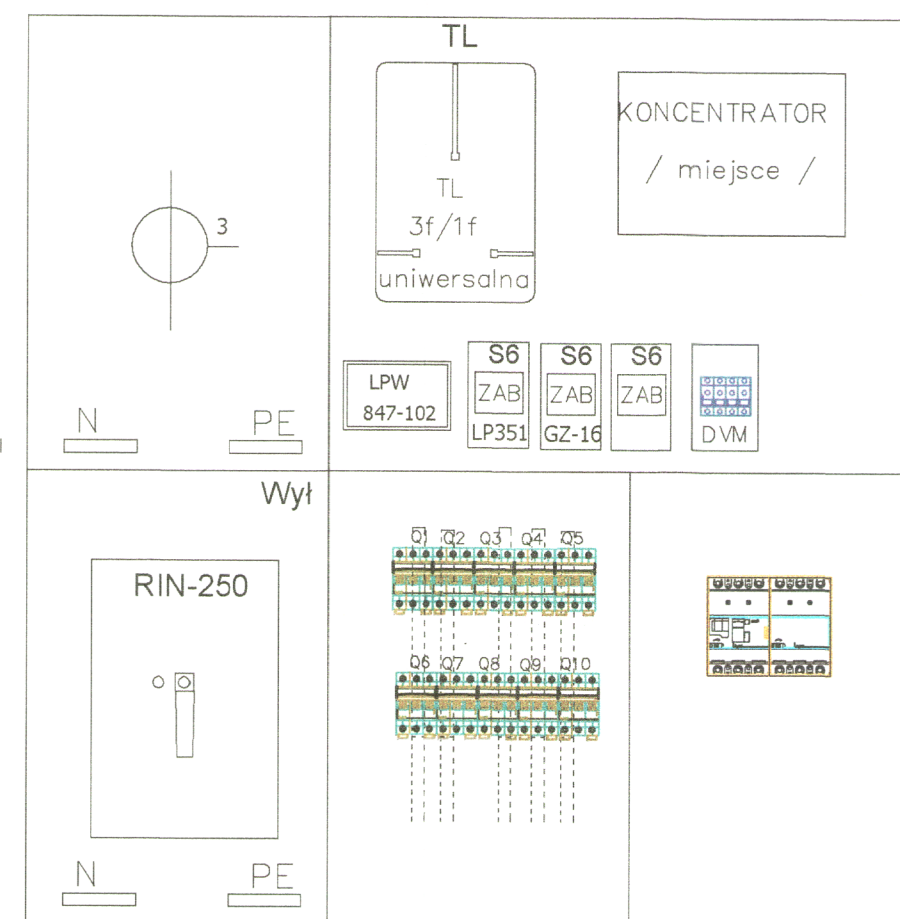 TL
KONCENTRATOR
/ miejsce /
TL
3f/1f
uniwersalna
3
N
PE
LPW
847-102
S6
ZAB
LP351
S6
ZAB
GZ-16
S6
ZAB
DVM
Wył
RIN-250
N
PE
Q1 Q2 Q3 Q4 Q5
Q6 Q7 Q8 Q9 Q10